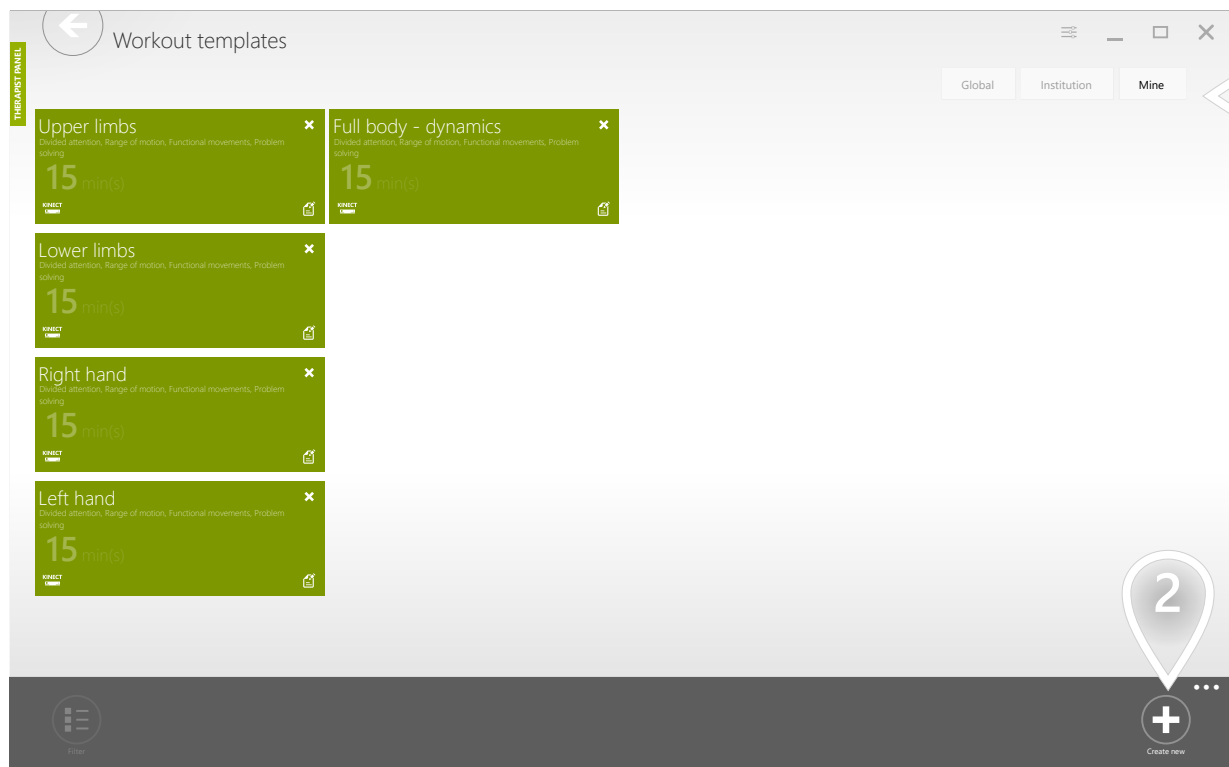 Workout templates
THERAPIST PANEL
Global Institution Mine
Upper limbs
Divided attention, Range of motion, Functional movements, Problem
solving
15 min(s)
KINECT
Full body - dynamics
Divided attention, Range of motion, Functional movements, Problem
solving
15 min(s)
KINECT
Lower limbs
Divided attention, Range of motion, Functional movements, Problem
solving
15 min(s)
KINECT
Right hand
Divided attention, Range of motion, Functional movements, Problem
solving
15 min(s)
KINECT
Left hand
Divided attention, Range of motion, Functional movements, Problem
solving
15 min(s)
KINECT
2
Filter
Create new